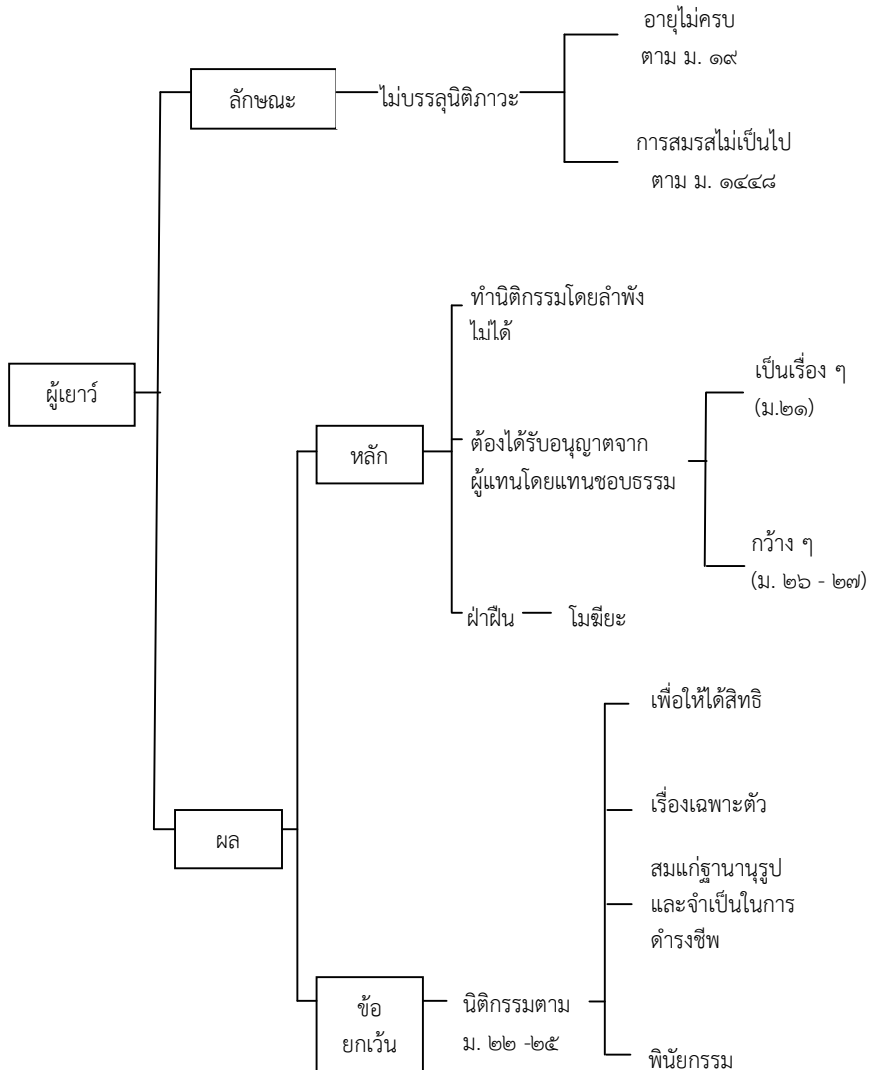 อายุไม่ครบ
ตาม ม. ๑๙
ลักษณะ
ไม่บรรลุนิติภาวะ
การสมรสไม่เป็นไป
ตาม ม. ๑๔๔๘
ผู้เยาว์
ทำนิติกรรมโดยลำพัง
ไม่ได้
หลัก
ต้องได้รับอนุญาตจาก
ผู้แทนโดยแทนชอบธรรม
เป็นเรื่อง ๆ
(ม.๒๑)
กว้าง ๆ
(ม. ๒๖ - ๒๗)
ฝ่าฝืน
โมฆียะ
ผล
ข้อ
ยกเว้น
นิติกรรมตาม
ม. ๒๒ -๒๕
เพื่อให้ได้สิทธิ
เรื่องเฉพาะตัว
สมแก่ฐานานุรูป
และจำเป็นในการ
ดำรงชีพ
พินัยกรรม